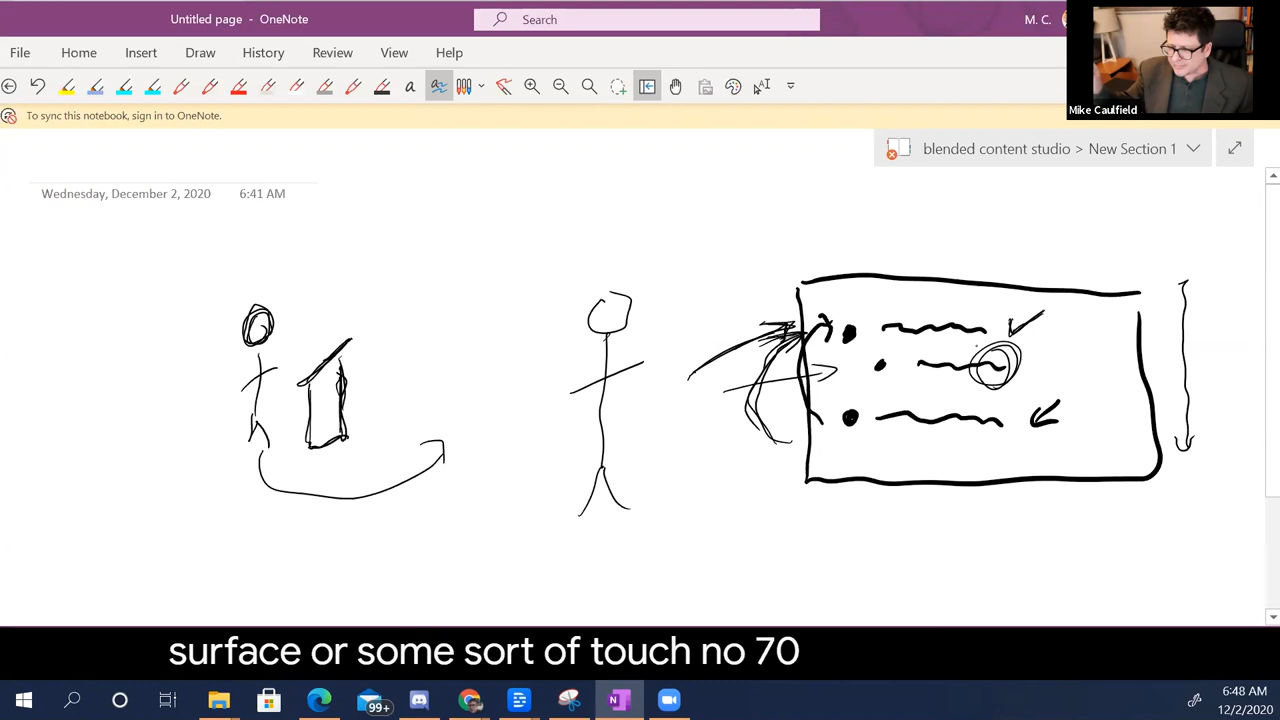 Untitled page - OneNote
Search
M. C.
Mike Caulfield
File Home Insert Draw History Review View Help
a
To sync this notebook, sign in to OneNote.
blended content studio > New Section 1
Wednesday, December 2, 2020 6:41 AM
surface or some sort of touch no 70
99+
N
6:48 AM
12/2/2020